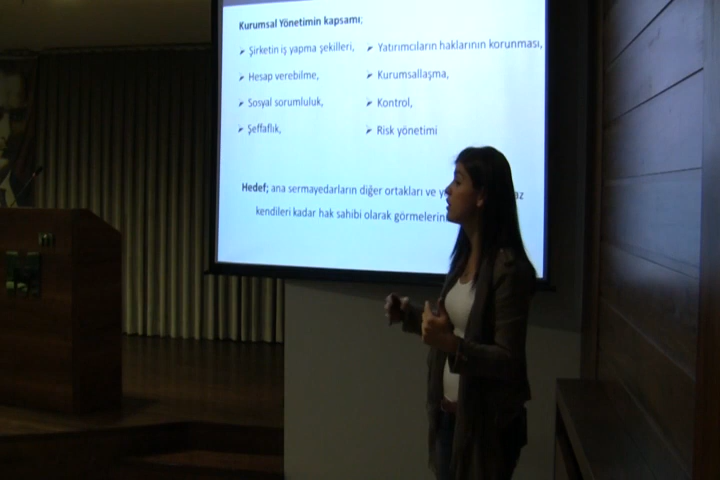 Kurumsal Yönetimin kapsamı;
➢ Şirketin iş yapma şekilleri,
➢ Hesap verebilme,
➢ Sosyal sorumluluk,
➢ Şeffaflık,
➢ Yatırımcıların haklarının korunması,
➢ Kurumsallaşma,
➢ Kontrol,
➢ Risk yönetimi
Hedef; ana sermayedarların diğer ortakları ve
kendileri kadar hak sahibi olarak